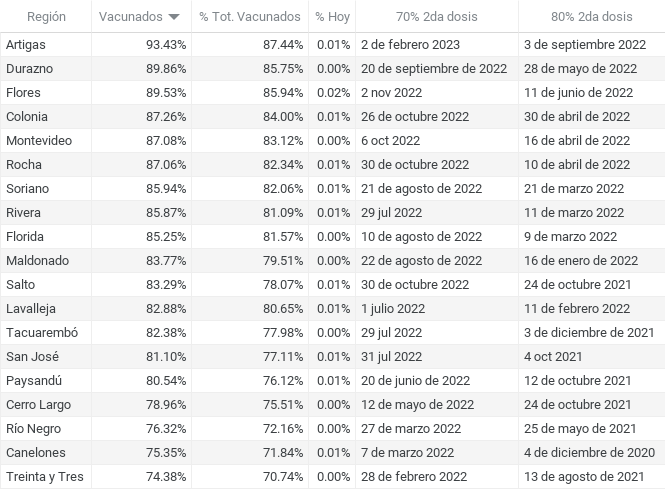 Región Vacunados % Tot. Vacunados % Hoy 70% 2da dosis 80% 2da dosis
Artigas 93.43% 87.44% 0.01% 2 de febrero 2023 3 de septiembre 2022
Durazno 89.86% 85.75% 0.00% 20 de septiembre de 2022 28 de mayo de 2022
Flores 89.53% 85.94% 0.02% 2 nov 2022 11 de junio de 2022
Colonia 87.26% 84.00% 0.01% 26 de octubre 2022 30 de abril de 2022
Montevideo 87.08% 83.12% 0.00% 6 oct 2022 16 de abril de 2022
Rocha 87.06% 82.34% 0.01% 30 de octubre 2022 10 de abril de 2022
Soriano 85.94% 82.06% 0.01% 21 de agosto de 2022 21 de marzo 2022
Rivera 85.87% 81.09% 0.01% 29 jul 2022 11 de marzo 2022
Florida 85.25% 81.57% 0.00% 10 de agosto de 2022 9 de marzo 2022
Maldonado 83.77% 79.51% 0.00% 22 de agosto de 2022 16 de enero de 2022
Salto 83.29% 78.07% 0.01% 30 de octubre 2022 24 de octubre 2021
Lavalleja 82.88% 80.65% 0.01% 1 julio 2022 11 de febrero 2022
Tacuarembó 82.38% 77.98% 0.00% 29 jul 2022 3 de diciembre de 2021
San José 81.10% 77.11% 0.01% 31 jul 2022 4 oct 2021
Paysandú 80.54% 76.12% 0.01% 20 de junio de 2022 12 de octubre 2021
Cerro Largo 78.96% 75.51% 0.00% 12 de mayo de 2022 24 de octubre 2021
Río Negro 76.32% 72.16% 0.00% 27 de marzo 2022 25 de mayo de 2021
Canelones 75.35% 71.84% 0.01% 7 de marzo 2022 4 de diciembre de 2020
Treinta y Tres 74.38% 70.74% 0.00% 28 de febrero 2022 13 de agosto de 2021